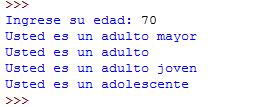 >>>
Ingrese su edad: 70
Usted es un adulto mayor
Usted es un adulto
Usted es un adulto joven
Usted es un adolescente
>>>